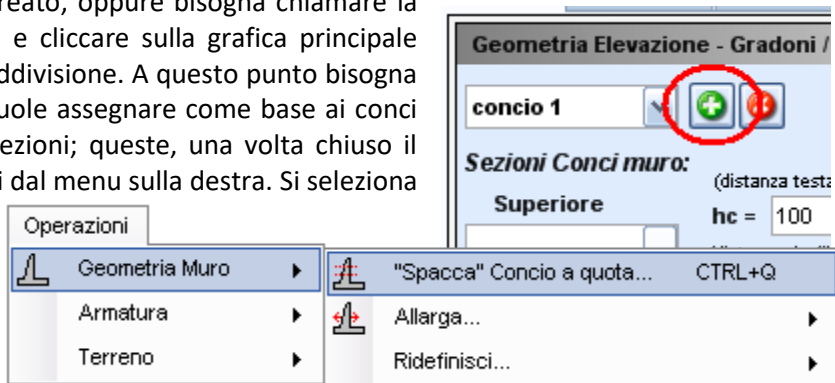 reato, oppure bisogna chiamare la
e cliccare sulla grafica principale
ddivisione. A questo punto bisogna
uole assegnare come base ai conci
ezioni; queste, una volta chiuso il
i dal menu sulla destra. Si seleziona
Geometria Elevazione - Gradoni /
concio 1
Sezioni Conci muro:
(distanza testa
Superiore
hc = 100
Operazioni
Geometria Muro
Armatura
Terreno
"Spacca" Concio a quota... CTRL+Q
Allarga...
Ridefinisci...